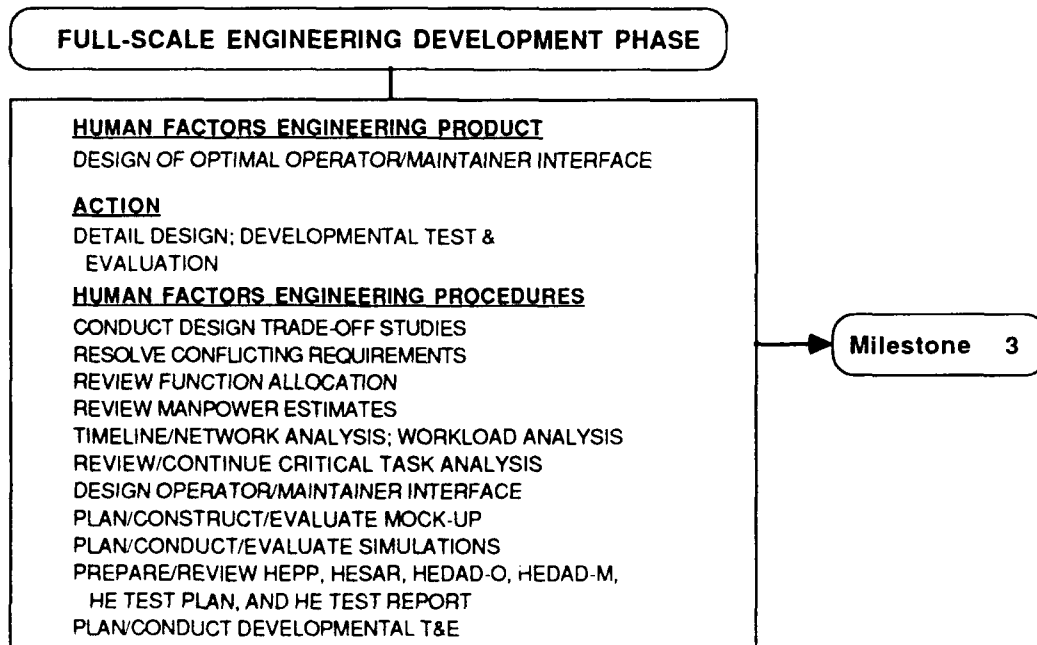 FULL-SCALE ENGINEERING DEVELOPMENT PHASE
HUMAN FACTORS ENGINEERING PRODUCT
DESIGN OF OPTIMAL OPERATOR/MAINTAINER INTERFACE
ACTION
DETAIL DESIGN; DEVELOPMENTAL TEST &
EVALUATION
HUMAN FACTORS ENGINEERING PROCEDURES
CONDUCT DESIGN TRADE-OFF STUDIES
RESOLVE CONFLICTING REQUIREMENTS
REVIEW FUNCTION ALLOCATION
REVIEW MANPOWER ESTIMATES
TIMELINE/NETWORK ANALYSIS; WORKLOAD ANALYSIS
REVIEW/CONTINUE CRITICAL TASK ANALYSIS
DESIGN OPERATOR/MAINTAINER INTERFACE
PLAN/CONSTRUCT/EVALUATE MOCK-UP
PLAN/CONDUCT/EVALUATE SIMULATIONS
PREPARE/REVIEW HEPP, HESAR, HEDAD-O, HEDAD-M,
HE TEST PLAN, AND HE TEST REPORT
PLAN/CONDUCT DEVELOPMENTAL T&E
Milestone 3